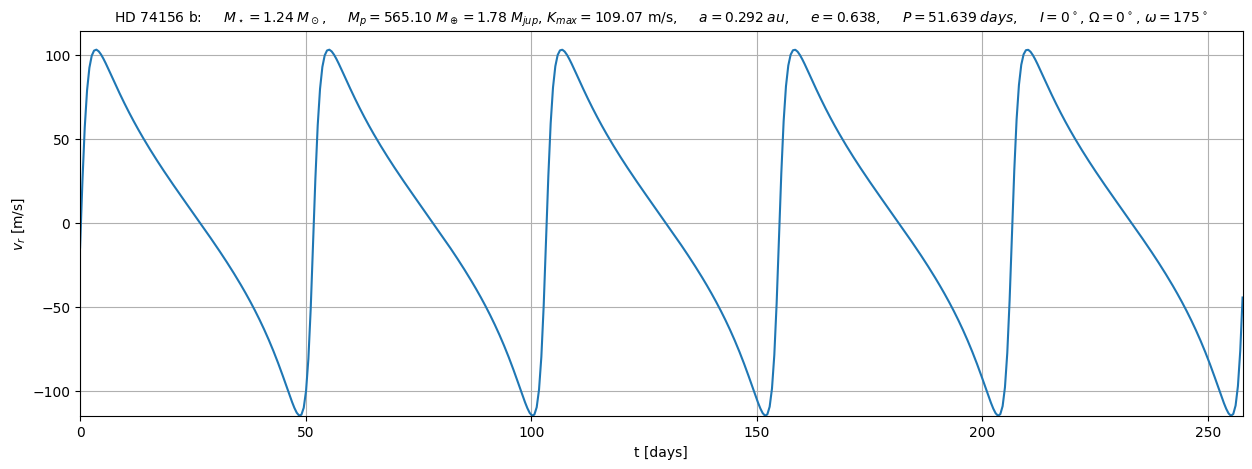 HD 74156 b: M⋆ = 1.24 M⊙, Mp = 565.10 M⊕ = 1.78 Mjup, Kmax = 109.07 m/s, a = 0.292 au, e = 0.638, P = 51.639 days, I = 0°, Ω = 0°, ω = 175°
100
50
0
−50
−100
vr [m/s]
0 50 100 150 200 250
t [days]